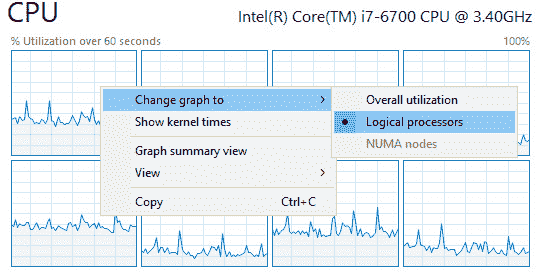 CPU
Intel(R) Core(TM) i7-6700 CPU @ 3.40GHz
% Utilization over 60 seconds
100%
Change graph to
Overall utilization
Show kernel times
Logical processors
Graph summary view
NUMA nodes
View
Copy Ctrl+C